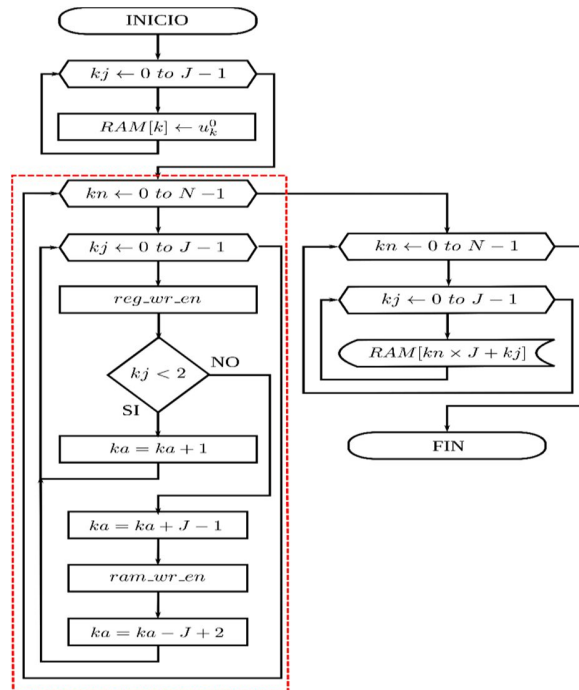 INICIO
kj ← 0 to J − 1
RAM[k] ← u_k^0
kn ← 0 to N − 1
kj ← 0 to J − 1
reg_wr_en
kj < 2
NO
SI
ka = ka + 1
ka = ka + J − 1
ram_wr_en
ka = ka − J + 2
kn ← 0 to N − 1
kj ← 0 to J − 1
RAM[kn × J + kj]
FIN